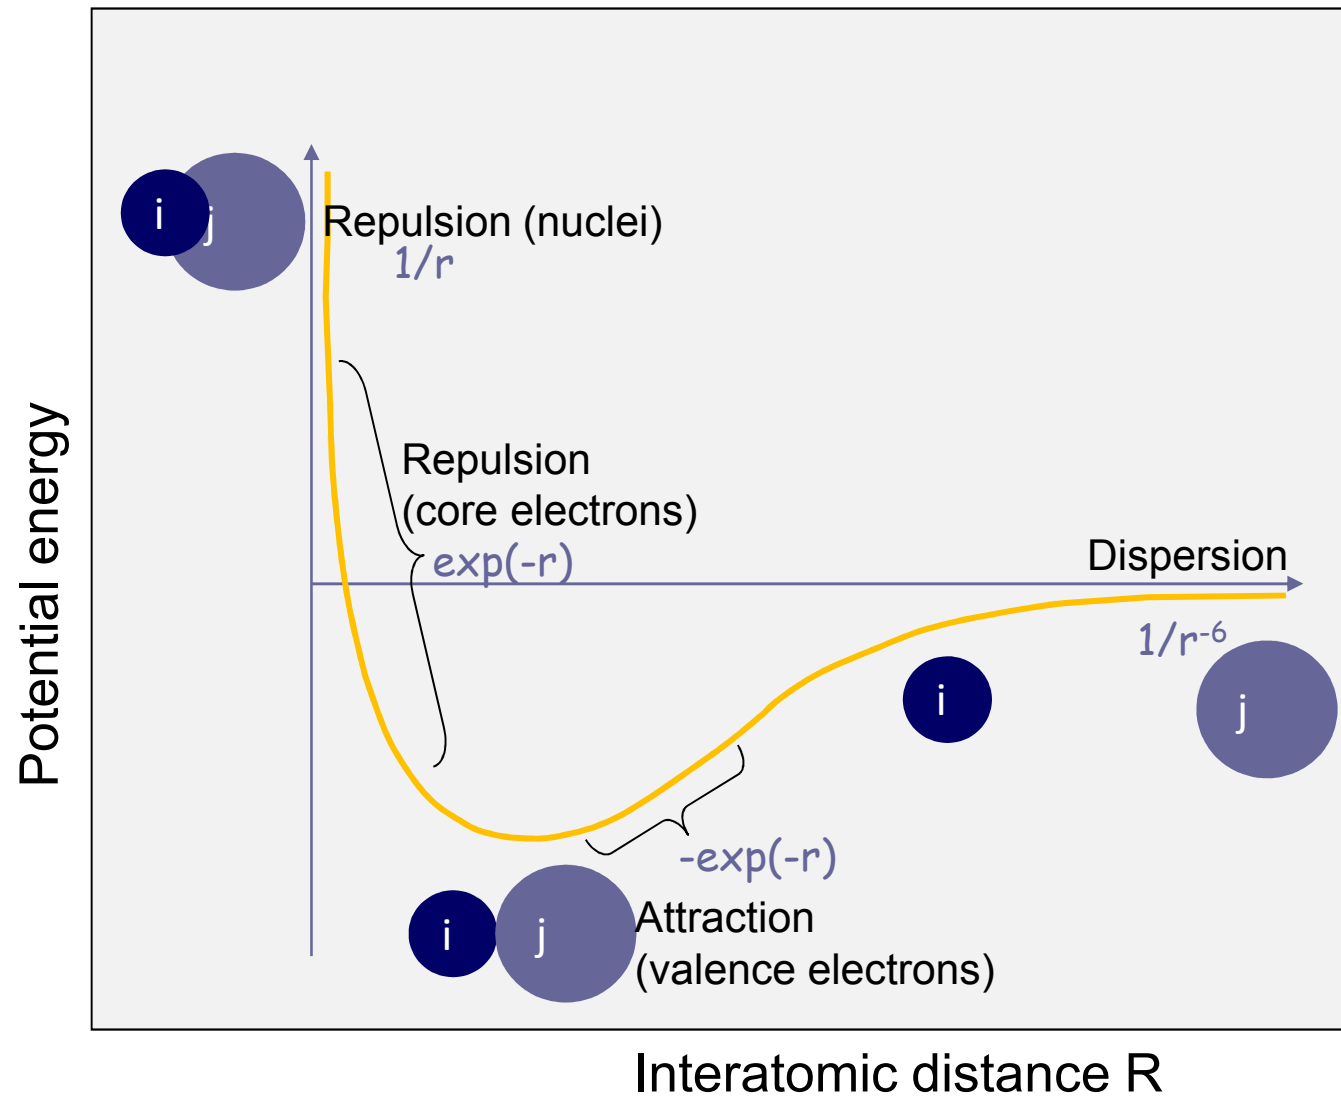 i
j
Repulsion (nuclei)
1/r
Repulsion
(core electrons)
exp(-r)
Dispersion
1/r⁻⁶
i
j
-exp(-r)
i
j
Attraction
(valence electrons)
Potential energy
Interatomic distance R